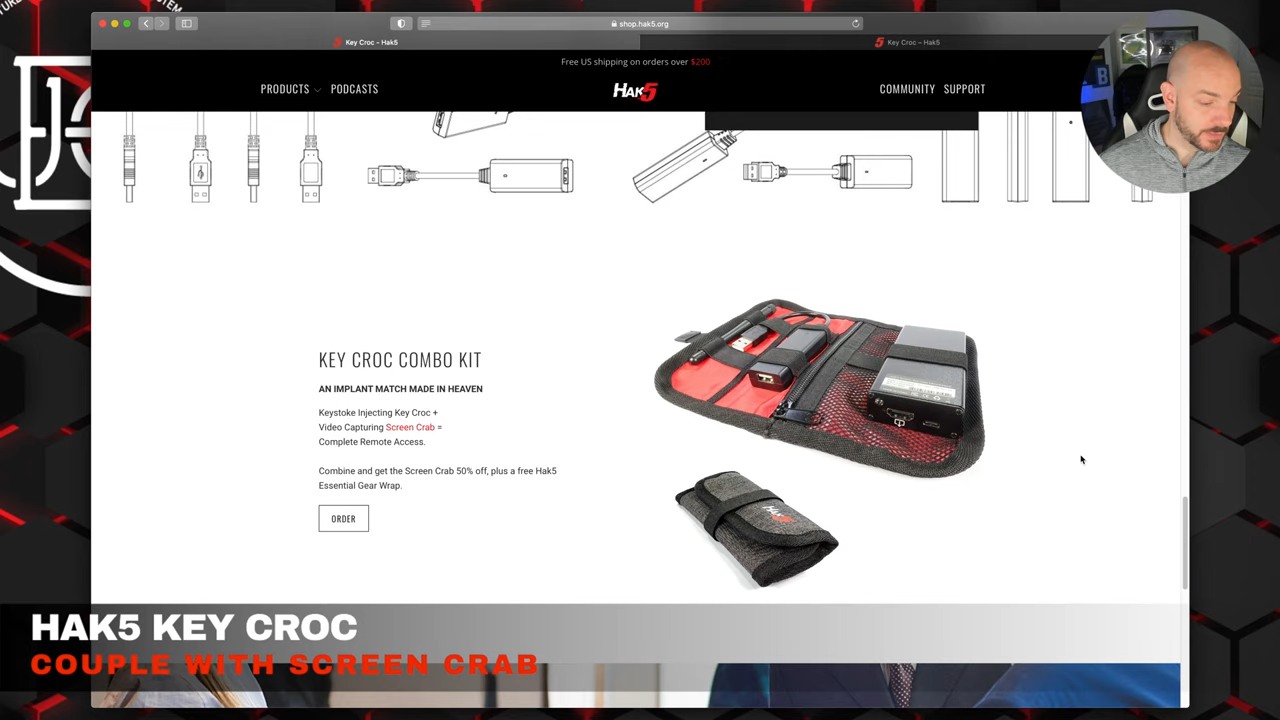 shop.hak5.org
Key Croc – Hak5
Key Croc – Hak5
Free US shipping on orders over $200
PRODUCTS
PODCASTS
HAK5
COMMUNITY
SUPPORT
KEY CROC COMBO KIT
AN IMPLANT MATCH MADE IN HEAVEN
Keystoke Injecting Key Croc +
Video Capturing Screen Crab =
Complete Remote Access.
Combine and get the Screen Crab 50% off, plus a free Hak5
Essential Gear Wrap.
ORDER
HAK5
HAK5 KEY CROC
COUPLE WITH SCREEN CRAB